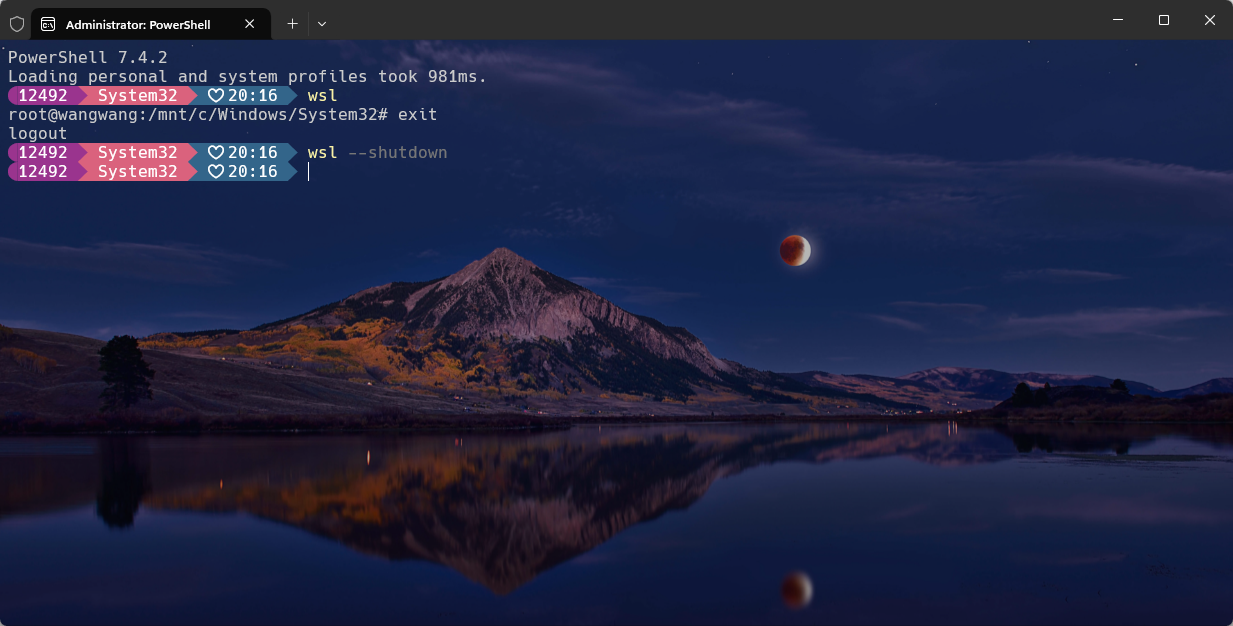 Administrator: PowerShell
PowerShell 7.4.2
Loading personal and system profiles took 981ms.
12492 System32 ♡ 20:16 wsl
root@wangwang:/mnt/c/Windows/System32# exit
logout
12492 System32 ♡ 20:16 wsl --shutdown
12492 System32 ♡ 20:16